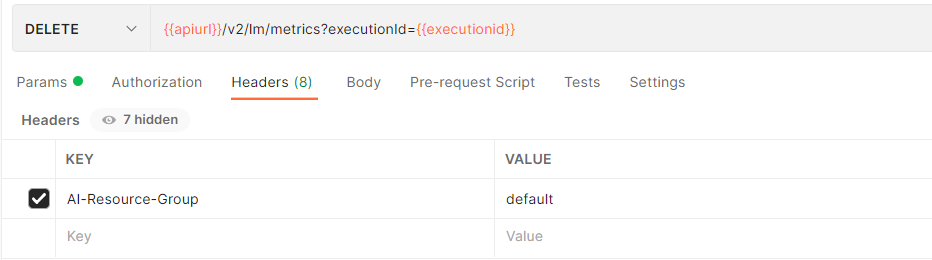 DELETE {{apiurl}}/v2/lm/metrics?executionId={{executionid}}
Params Authorization Headers (8) Body Pre-request Script Tests Settings
Headers 7 hidden
KEY VALUE
AI-Resource-Group default
Key Value